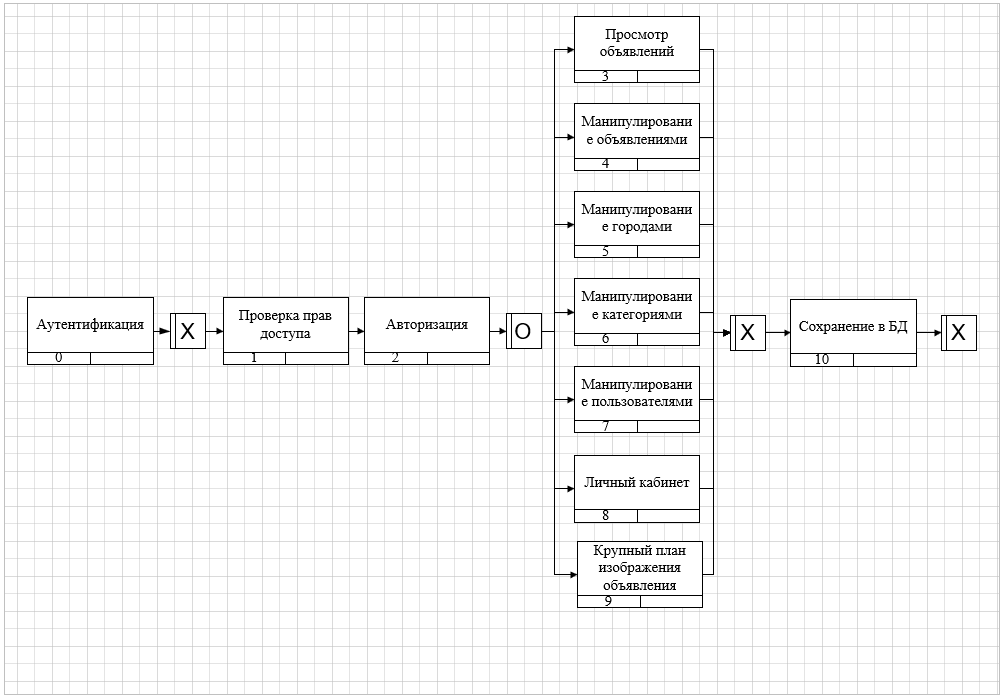 Аутентификация
0
X
Проверка прав
доступа
1
Авторизация
2
O
Просмотр
объявлений
3
Манипулировани
е объявлениями
4
Манипулировани
е городами
5
Манипулировани
е категориями
6
Манипулировани
е пользователями
7
Личный кабинет
8
Крупный план
изображения
объявления
9
X
Сохранение в БД
10
X